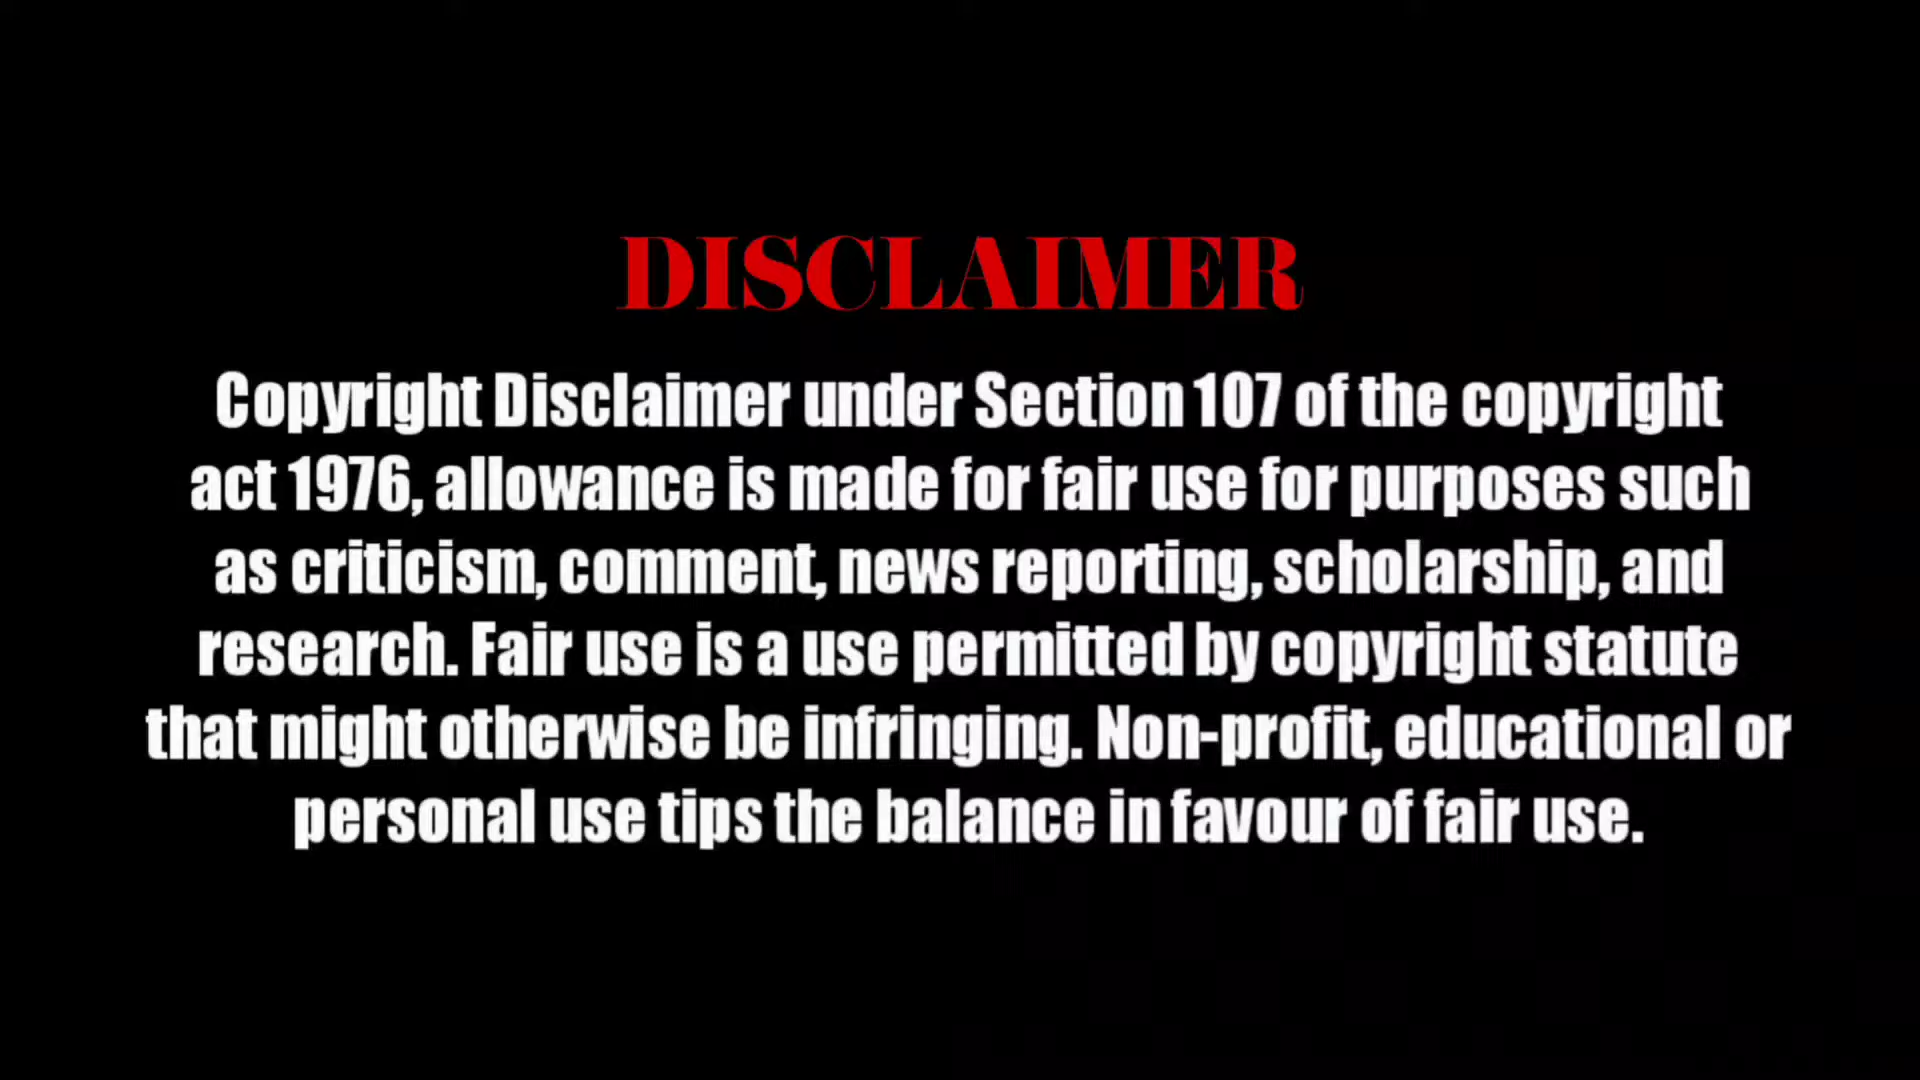 DISCLAIMER
Copyright Disclaimer under Section 107 of the copyright
act 1976, allowance is made for fair use for purposes such
as criticism, comment, news reporting, scholarship, and
research. Fair use is a use permitted by copyright statute
that might otherwise be infringing. Non-profit, educational or
personal use tips the balance in favour of fair use.